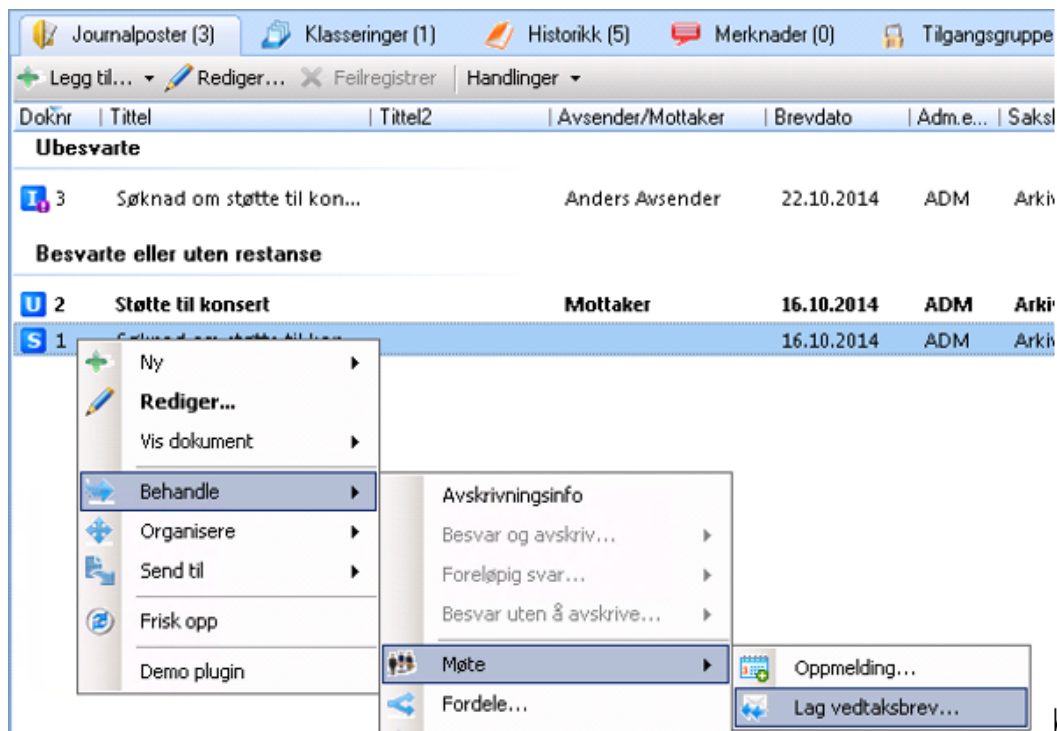 Journalposter (3) Klasseringer (1) Historikk (5) Merknader (0) Tilgangsgruppe
Legg til... Rediger... Feilregistrer Handlinger
Doknr Tittel Tittel2 Avsender/Mottaker Brevdato Adm.e... Saksl
Ubesvarte
I 3 Søknad om støtte til kon... Anders Avsender 22.10.2014 ADM Arkiv
Besvarte eller uten restanse
U 2 Støtte til konsert Mottaker 16.10.2014 ADM Arki
S 1 16.10.2014 ADM Arkiv
Ny
Rediger...
Vis dokument
Behandle
Organisere
Send til
Frisk opp
Demo plugin
Avskrivningsinfo
Besvar og avskriv...
Foreløpig svar...
Besvar uten å avskrive...
Møte
Fordele...
Oppmelding...
Lag vedtaksbrev...